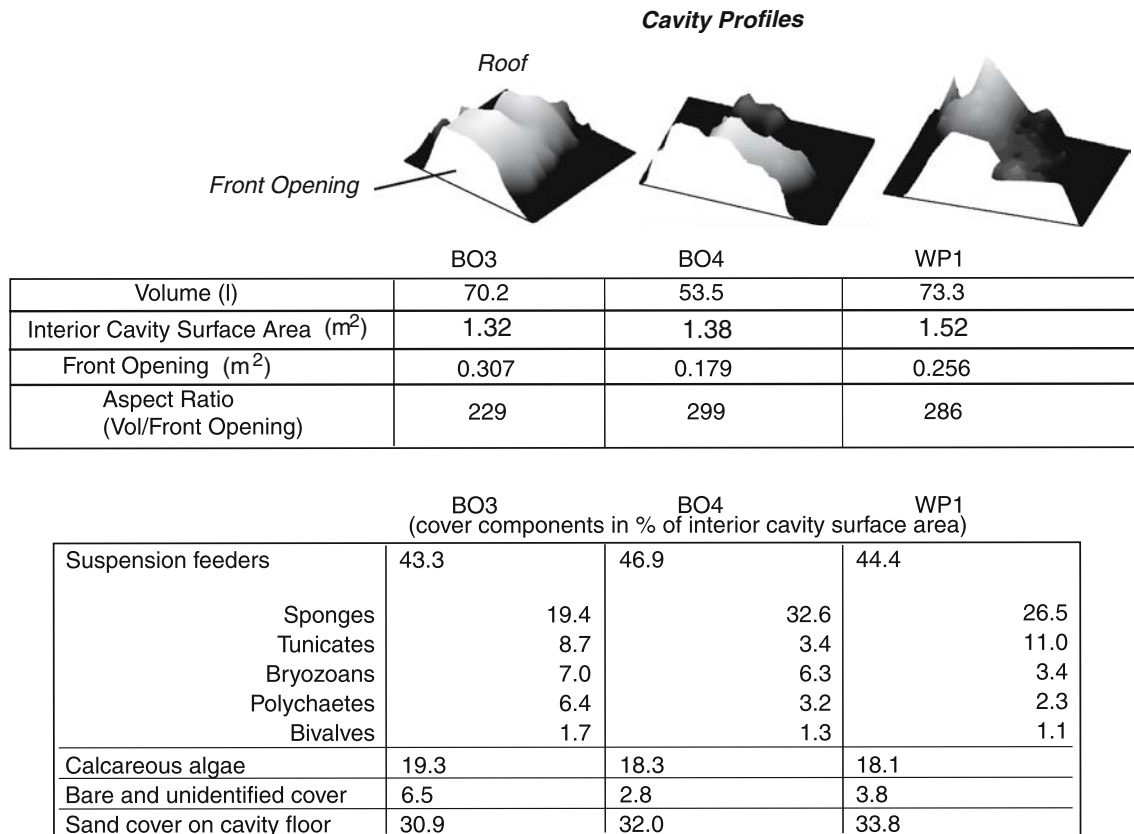 Cavity Profiles
Roof
Front Opening
BO3 BO4 WP1
Volume (l) 70.2 53.5 73.3
Interior Cavity Surface Area (m²) 1.32 1.38 1.52
Front Opening (m²) 0.307 0.179 0.256
Aspect Ratio
(Vol/Front Opening) 229 299 286
BO3 BO4 WP1
(cover components in % of interior cavity surface area)
Suspension feeders 43.3 46.9 44.4
Sponges 19.4 32.6 26.5
Tunicates 8.7 3.4 11.0
Bryozoans 7.0 6.3 3.4
Polychaetes 6.4 3.2 2.3
Bivalves 1.7 1.3 1.1
Calcareous algae 19.3 18.3 18.1
Bare and unidentified cover 6.5 2.8 3.8
Sand cover on cavity floor 30.9 32.0 33.8